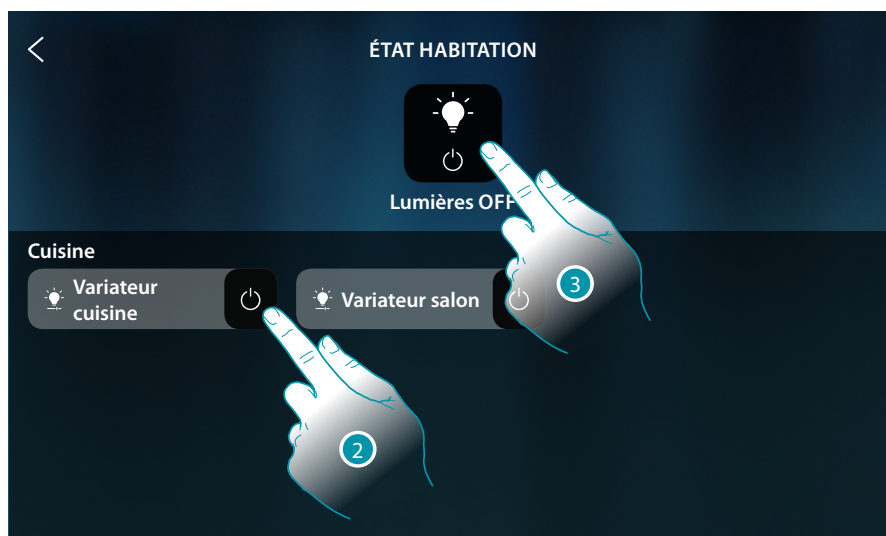 ÉTAT HABITATION
Lumières OFF
Cuisine
Variateur
cuisine
Variateur salon
3
2